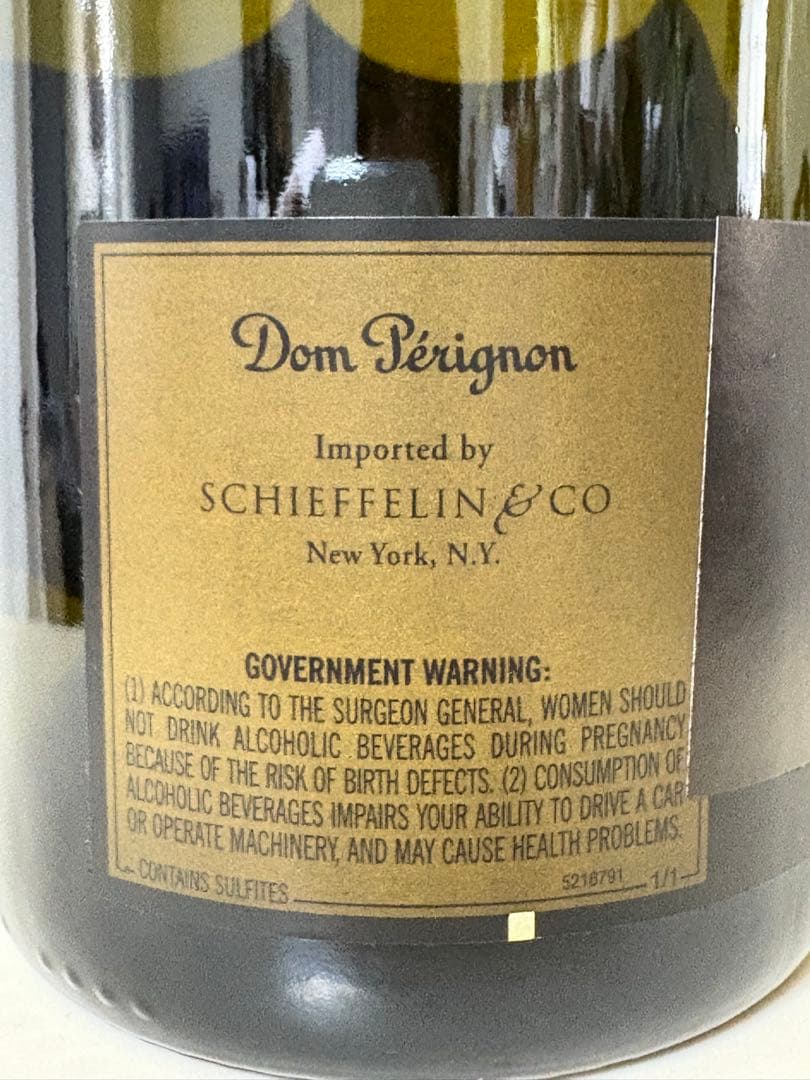 Dom Pérignon
Imported by
SCHIEFFELIN & CO
New York, N.Y.
GOVERNMENT WARNING:
(1) ACCORDING TO THE SURGEON GENERAL, WOMEN SHOULD
NOT DRINK ALCOHOLIC BEVERAGES DURING PREGNANCY
BECAUSE OF THE RISK OF BIRTH DEFECTS. (2) CONSUMPTION OF
ALCOHOLIC BEVERAGES IMPAIRS YOUR ABILITY TO DRIVE A CAR
OR OPERATE MACHINERY, AND MAY CAUSE HEALTH PROBLEMS.
CONTAINS SULFITES 5216791 1/1